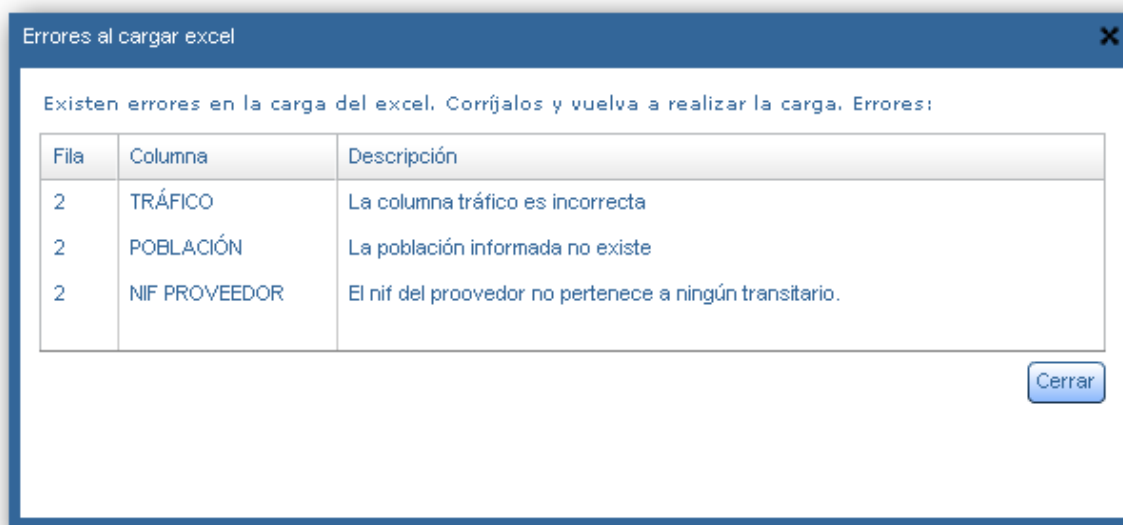 Errores al cargar excel
Existen errores en la carga del excel. Corríjalos y vuelva a realizar la carga. Errores:
Fila Columna Descripción
2 TRÁFICO La columna tráfico es incorrecta
2 POBLACIÓN La población informada no existe
2 NIF PROVEEDOR El nif del proovedor no pertenece a ningún transitario.
Cerrar